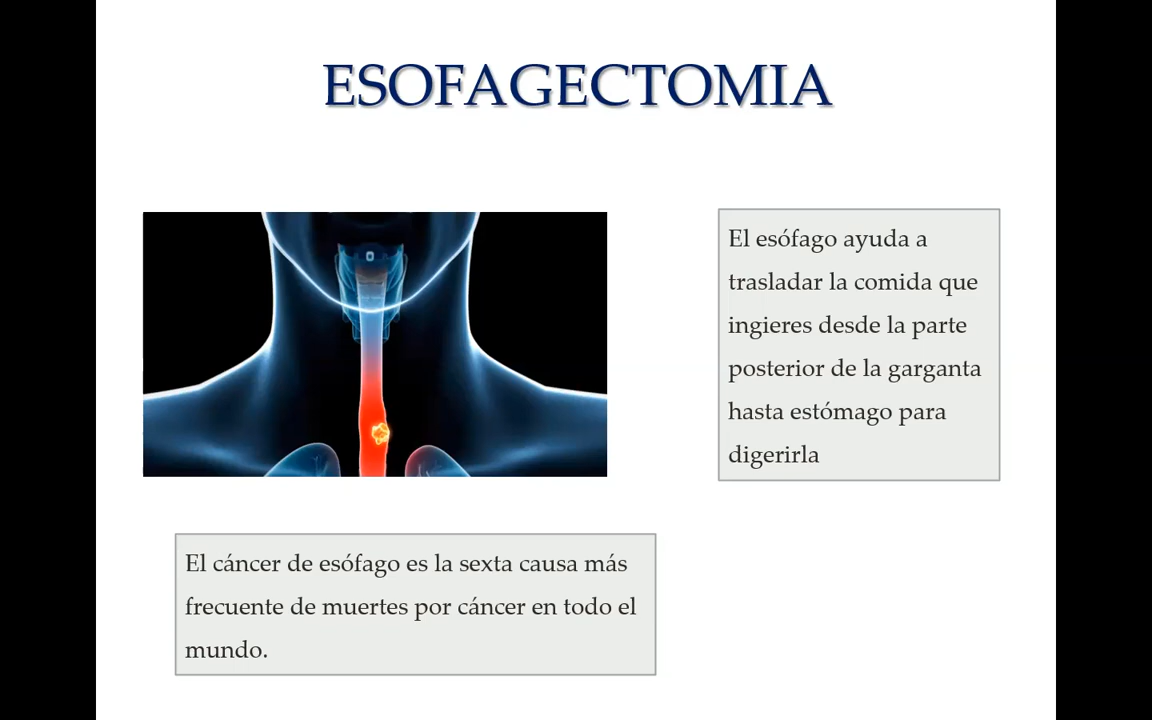 ESOFAGECTOMIA
El esófago ayuda a
trasladar la comida que
ingieres desde la parte
posterior de la garganta
hasta estómago para
digerirla
El cáncer de esófago es la sexta causa más
frecuente de muertes por cáncer en todo el
mundo.